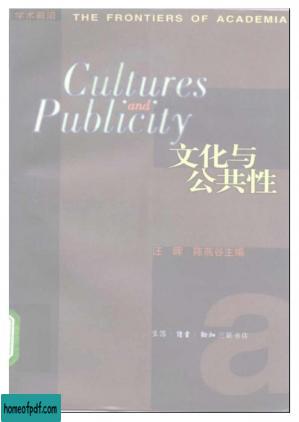 学术前沿 THE FRONTIERS OF ACADEMIA
Cultures
and
Publicity
文化与
公共性
汪晖 陈燕谷主编
生活·读书·新知三联书店
a
homeofpdf.com